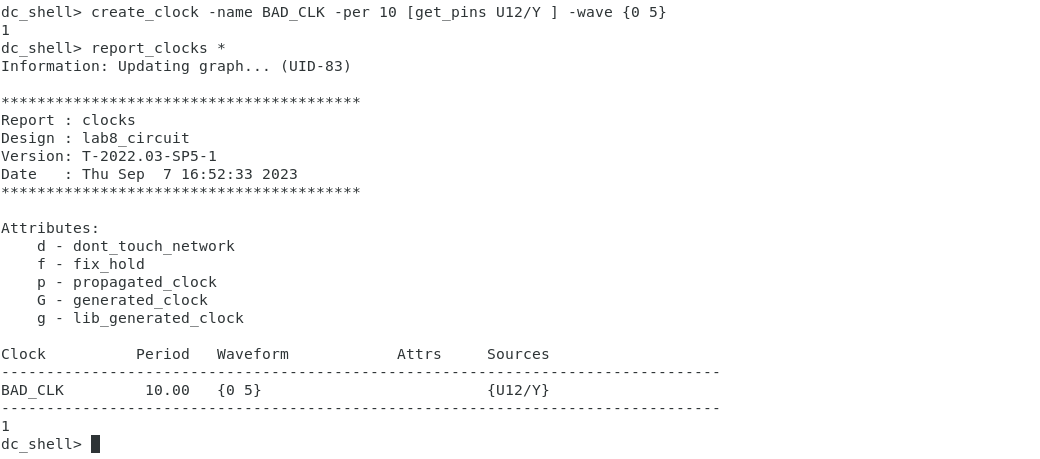 dc_shell> create_clock -name BAD_CLK -per 10 [get_pins U12/Y ] -wave {0 5}
1
dc_shell> report_clocks *
Information: Updating graph... (UID-83)

****************************************
Report : clocks
Design : lab8_circuit
Version: T-2022.03-SP5-1
Date   : Thu Sep  7 16:52:33 2023
****************************************

Attributes:
    d - dont_touch_network
    f - fix_hold
    p - propagated_clock
    G - generated_clock
    g - lib_generated_clock

Clock          Period   Waveform            Attrs     Sources
--------------------------------------------------------------------------------
BAD_CLK         10.00   {0 5}                         {U12/Y}
--------------------------------------------------------------------------------
1
dc_shell>